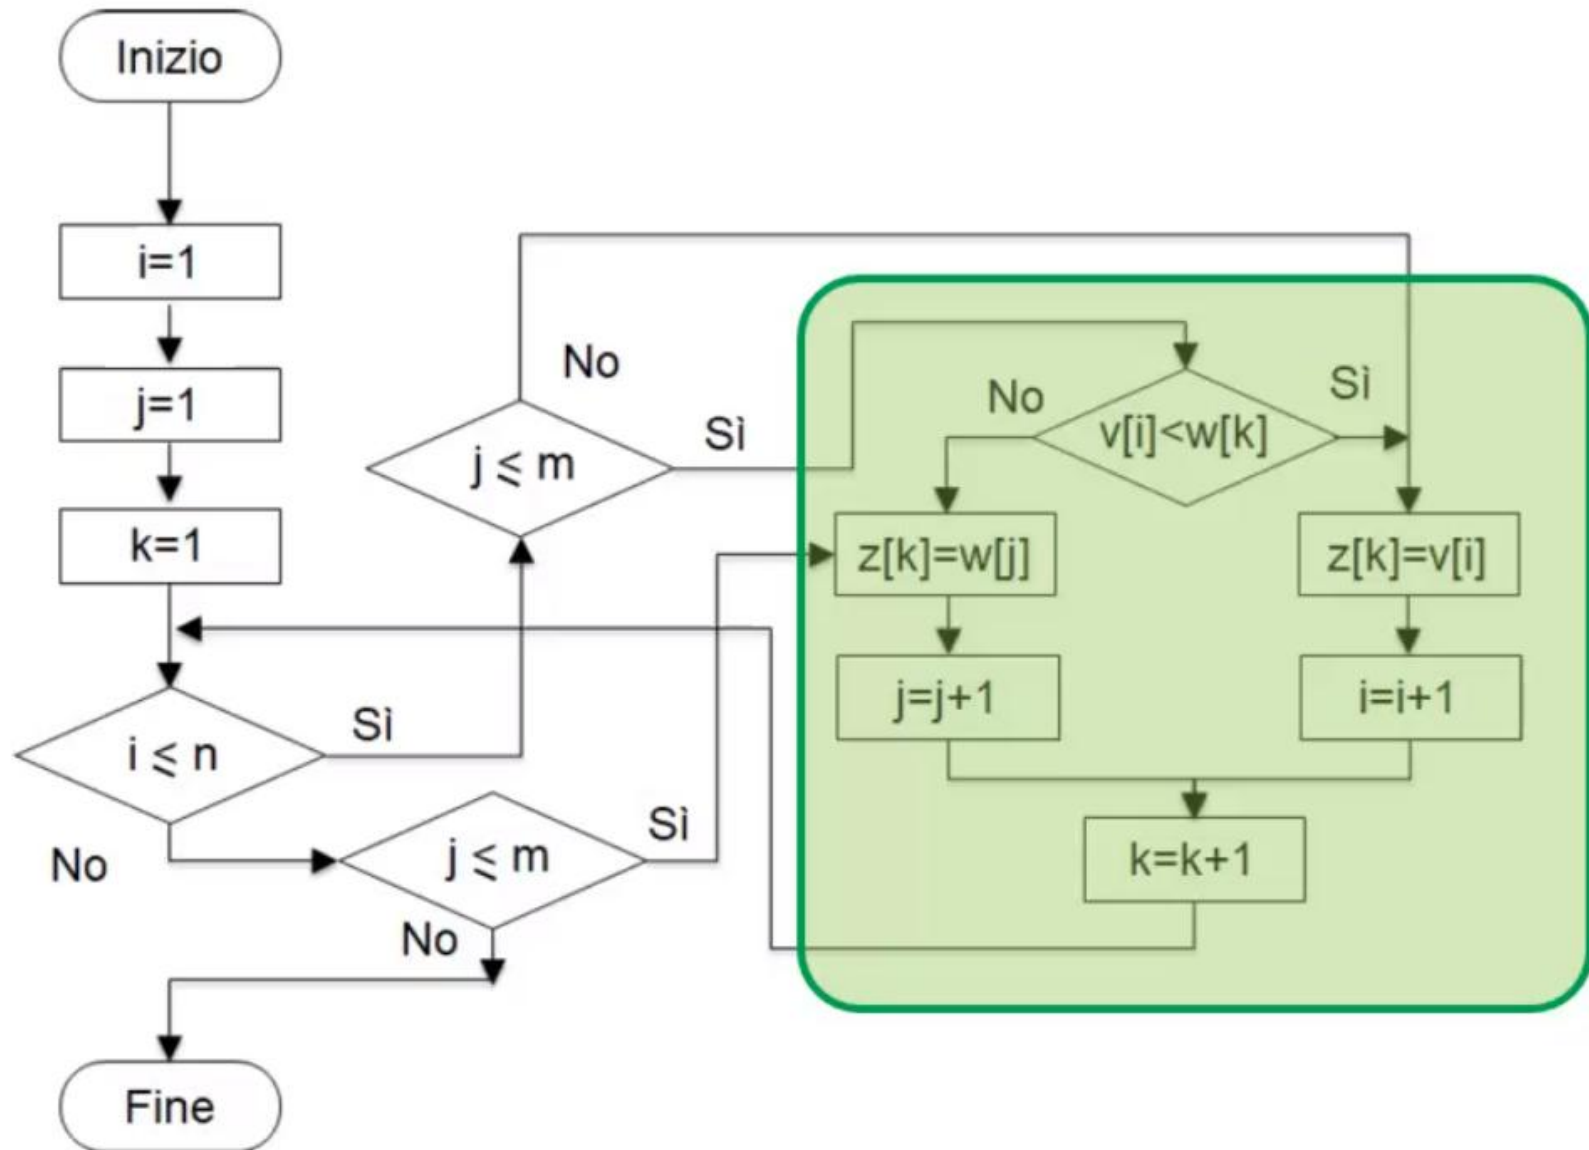 Inizio
i=1
j=1
k=1
i ⩽ n
Sì
No
j ⩽ m
No
Sì
v[i]<w[k]
No
Sì
z[k]=w[j]
j=j+1
z[k]=v[i]
i=i+1
k=k+1
j ⩽ m
Sì
No
Fine